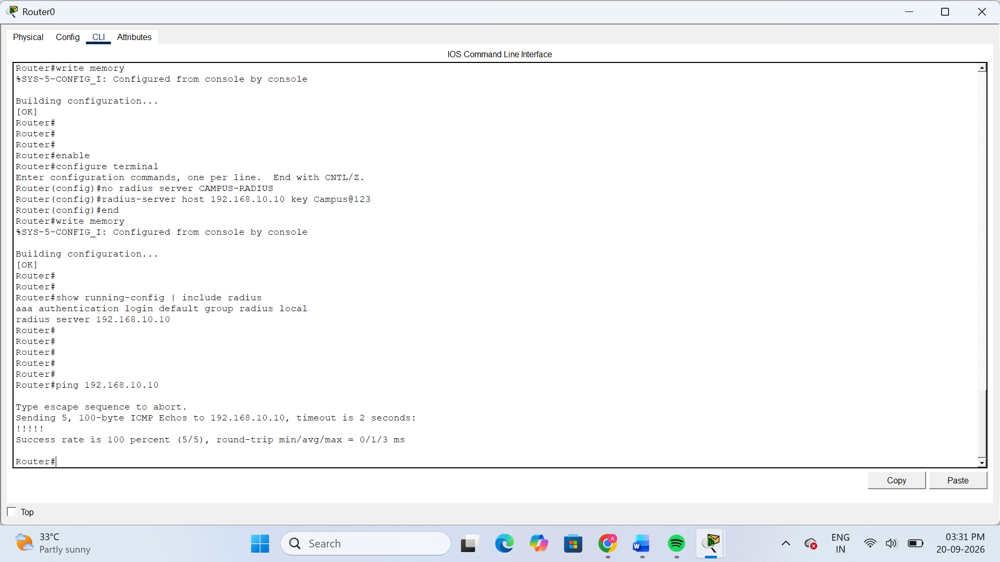 Router0
Physical Config CLI Attributes
IOS Command Line Interface
Router#write memory
%SYS-5-CONFIG_I: Configured from console by console
Building configuration...
[OK]
Router#
Router#
Router#
Router#enable
Router#configure terminal
Enter configuration commands, one per line.  End with CNTL/Z.
Router(config)#no radius server CAMPUS-RADIUS
Router(config)#radius-server host 192.168.10.10 key Campus@123
Router(config)#end
Router#write memory
%SYS-5-CONFIG_I: Configured from console by console
Building configuration...
[OK]
Router#
Router#
Router#show running-config | include radius
aaa authentication login default group radius local
radius server 192.168.10.10
Router#
Router#
Router#
Router#
Router#
Router#ping 192.168.10.10
Type escape sequence to abort.
Sending 5, 100-byte ICMP Echos to 192.168.10.10, timeout is 2 seconds:
!!!!!
Success rate is 100 percent (5/5), round-trip min/avg/max = 0/1/3 ms
Router#
Copy Paste
Top
33°C
Partly sunny
Search
A
W
ENG
IN
03:31 PM
20-09-2026